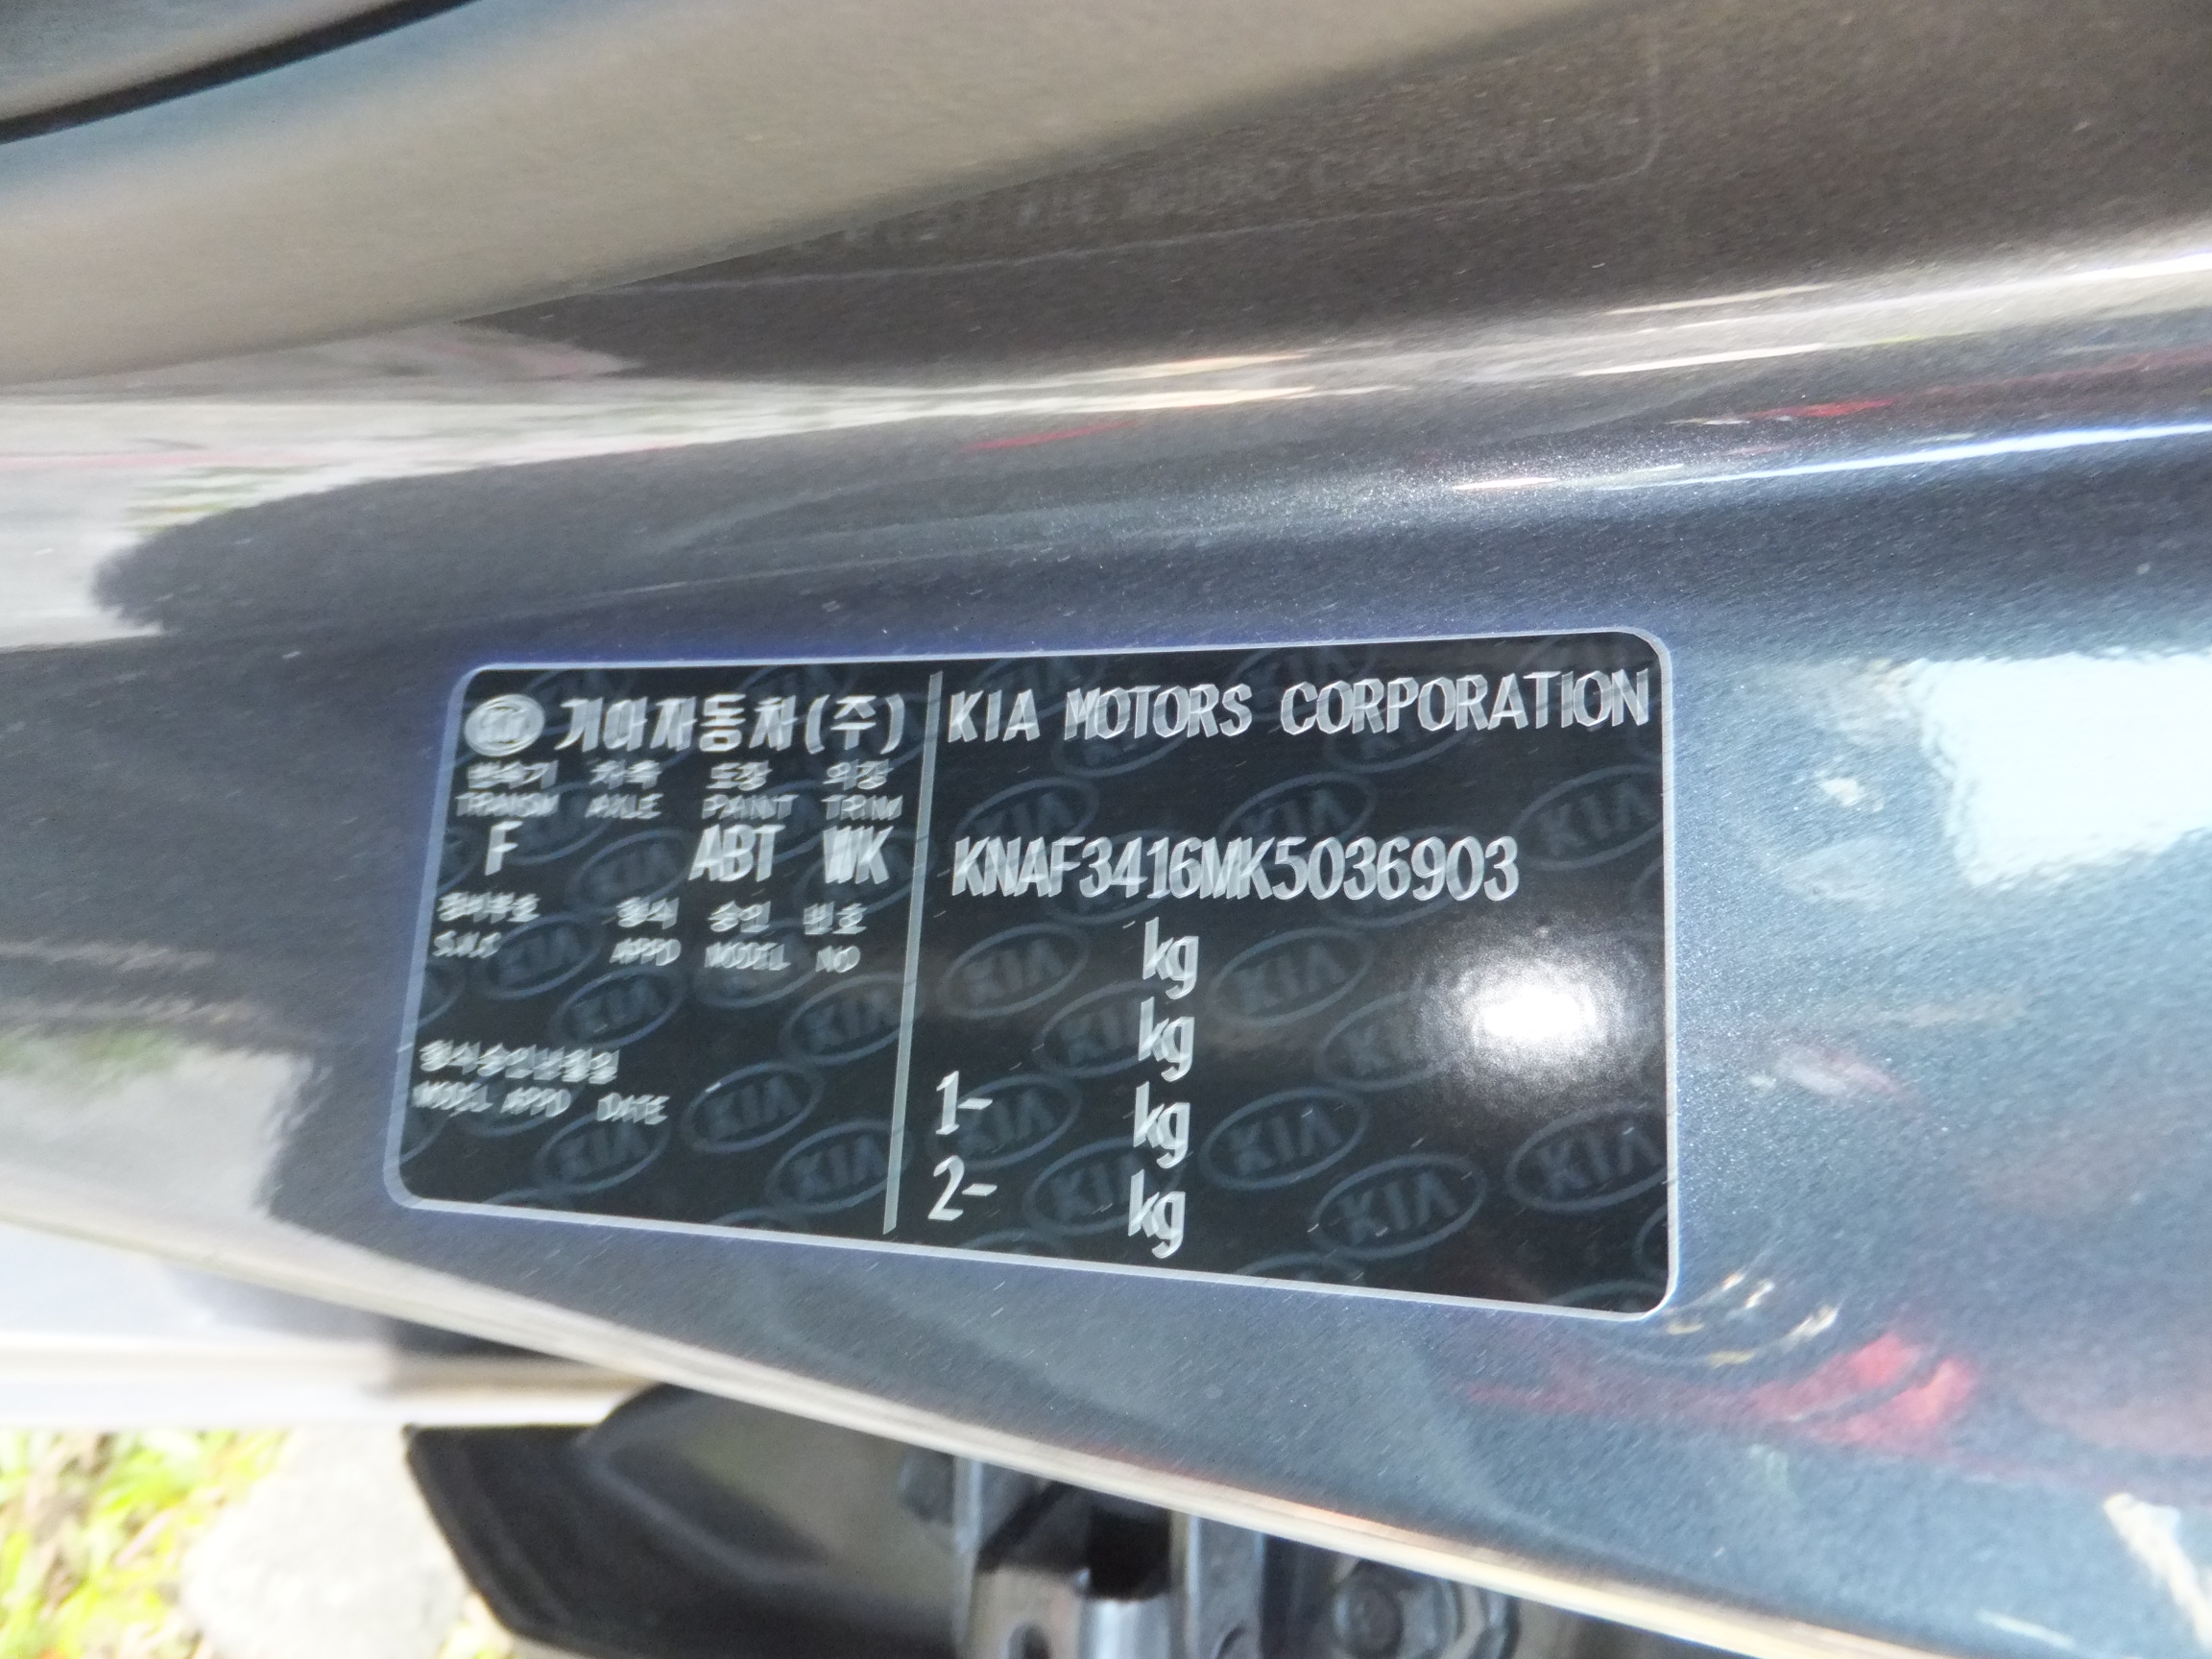 KIA 기아자동차(주)
변속기 차축 도장 의장
TRANSM AXLE PAINT TRIM
F ABT WK
정비부호 형식 승인 번호
S.V.C APPD MODEL NO
형식승인년월일
MODEL APPD DATE
KIA MOTORS CORPORATION
KNAF3416MK5036903
kg
kg
1- kg
2- kg